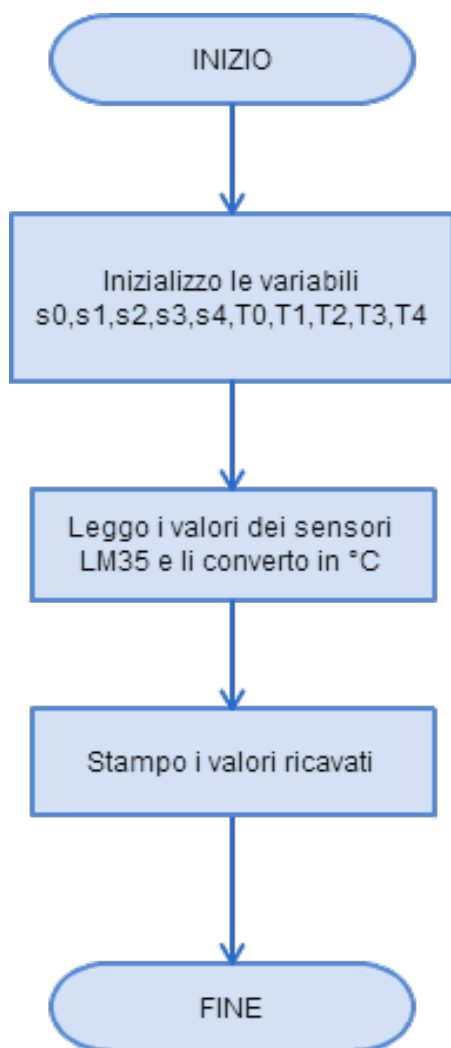 INIZIO
Inizializzo le variabili
s0,s1,s2,s3,s4,T0,T1,T2,T3,T4
Leggo i valori dei sensori
LM35 e li converto in °C
Stampo i valori ricavati
FINE